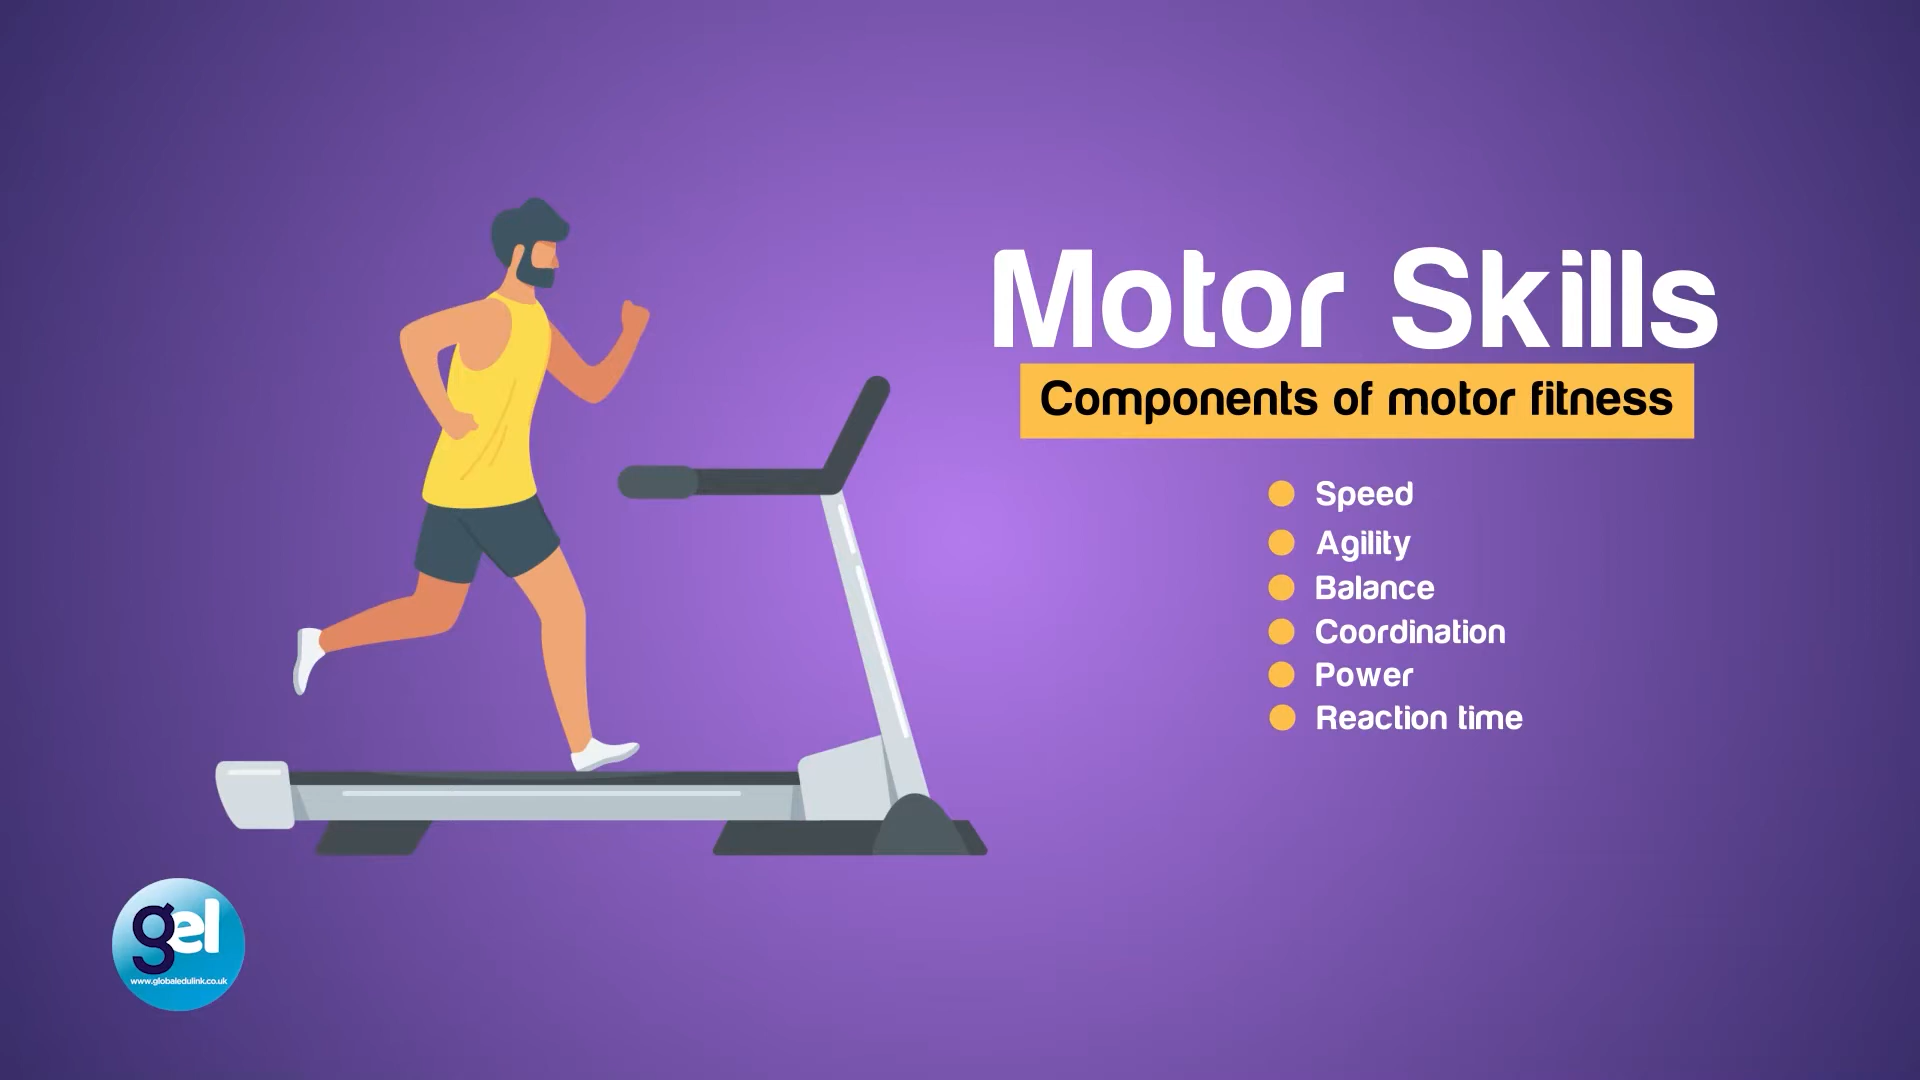 Motor Skills
Components of motor fitness
Speed
Agility
Balance
Coordination
Power
Reaction time
gel
www.globaledulink.co.uk